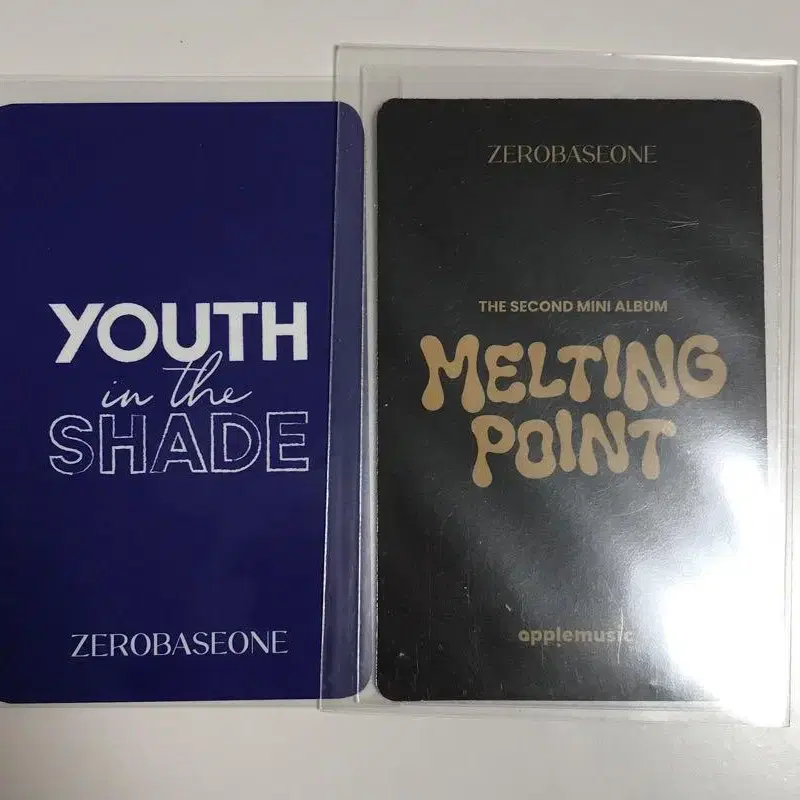 YOUTH
in the
SHADE
ZEROBASEONE
ZEROBASEONE
THE SECOND MINI ALBUM
MELTING
POINT
applemusic